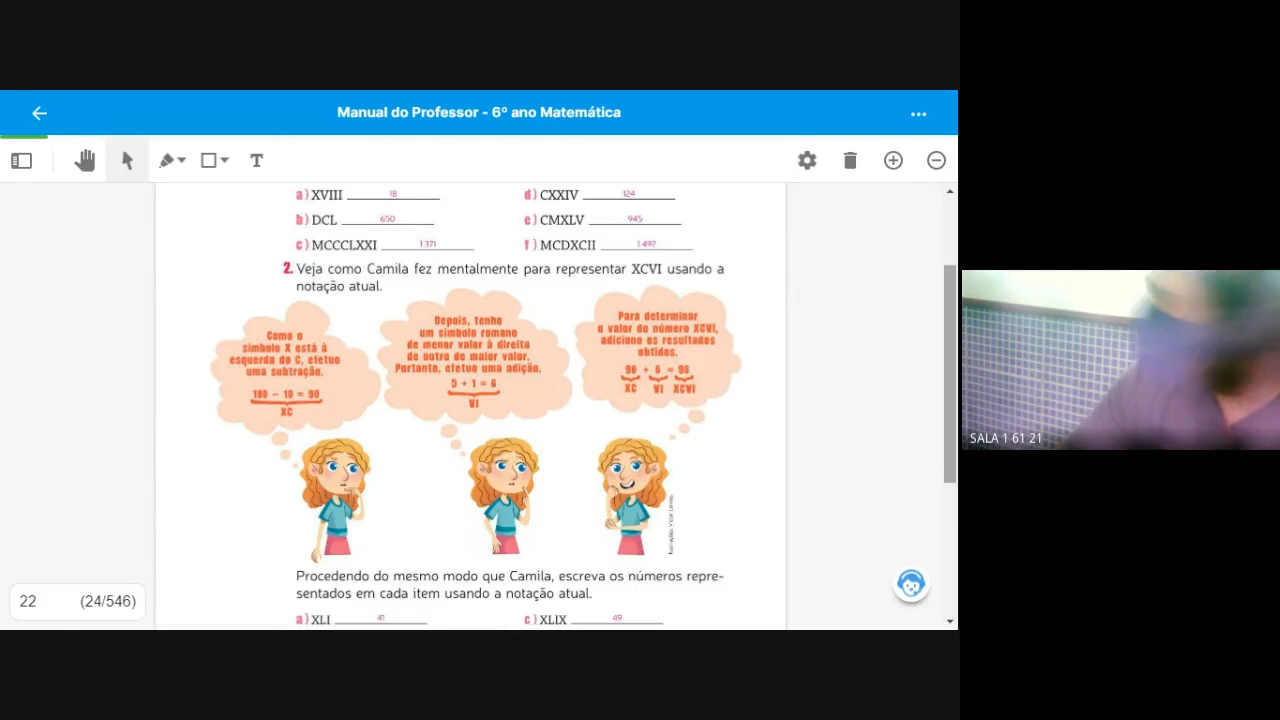 Manual do Professor - 6º ano Matemática
a) XVIII 18
d) CXXIV 124
b) DCL 650
e) CMXLV 945
c) MCCCLXXI 1 371
f) MCDXCII 1 492
2. Veja como Camila fez mentalmente para representar XCVI usando a
notação atual.
Como o
símbolo X está à
esquerda do C, efetuo
uma subtração.
100 − 10 = 90
XC
Depois, tenho
um símbolo romano
de menor valor à direita
de outro de maior valor.
Portanto, efetuo uma adição.
5 + 1 = 6
VI
Para determinar
o valor do número XCVI,
adiciono os resultados
obtidos.
90 + 6 = 96
XC VI XCVI
Procedendo do mesmo modo que Camila, escreva os números repre-
sentados em cada item usando a notação atual.
a) XLI 41
c) XLIX 49
22 (24/546)
SALA 1 61 21